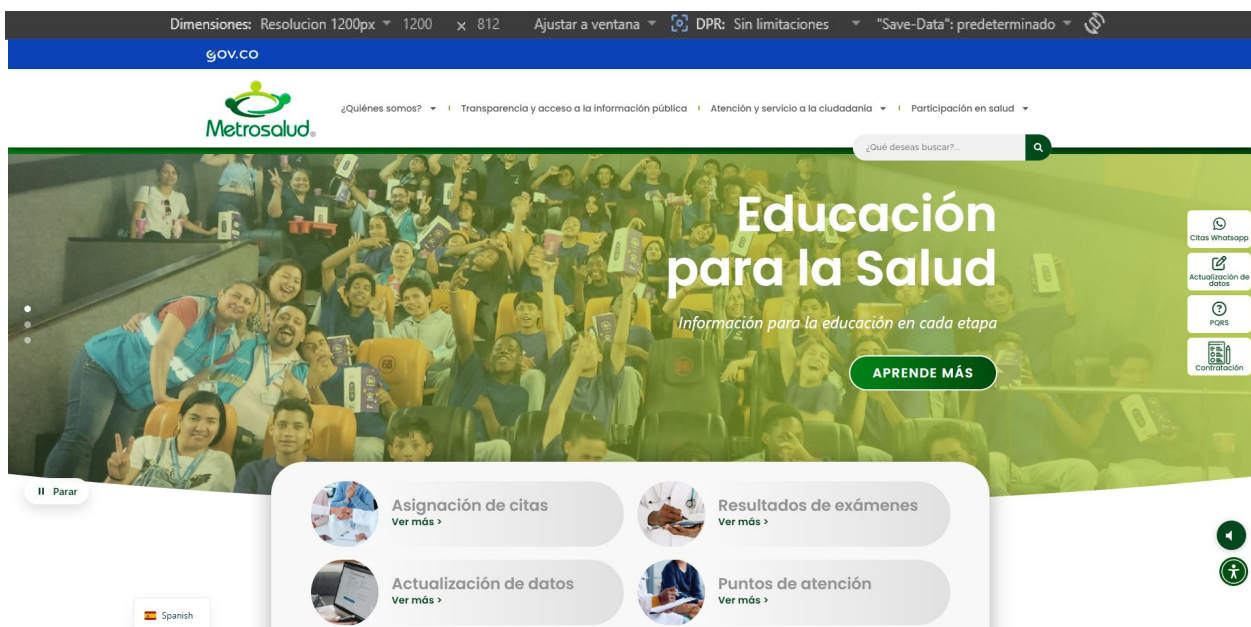 Dimensiones: Resolucion 1200px 1200 x 812 Ajustar a ventana DPR: Sin limitaciones "Save-Data": predeterminado
GOV.CO
Metrosalud®
¿Quiénes somos? Transparencia y acceso a la información pública Atención y servicio a la ciudadanía Participación en salud
¿Qué deseas buscar?...
Educación
para la Salud
Información para la educación en cada etapa
APRENDE MÁS
Citas Whatsapp
Actualización de
datos
PQRS
Contratación
Parar
Asignación de citas
Ver más >
Resultados de exámenes
Ver más >
Actualización de datos
Ver más >
Puntos de atención
Ver más >
Spanish